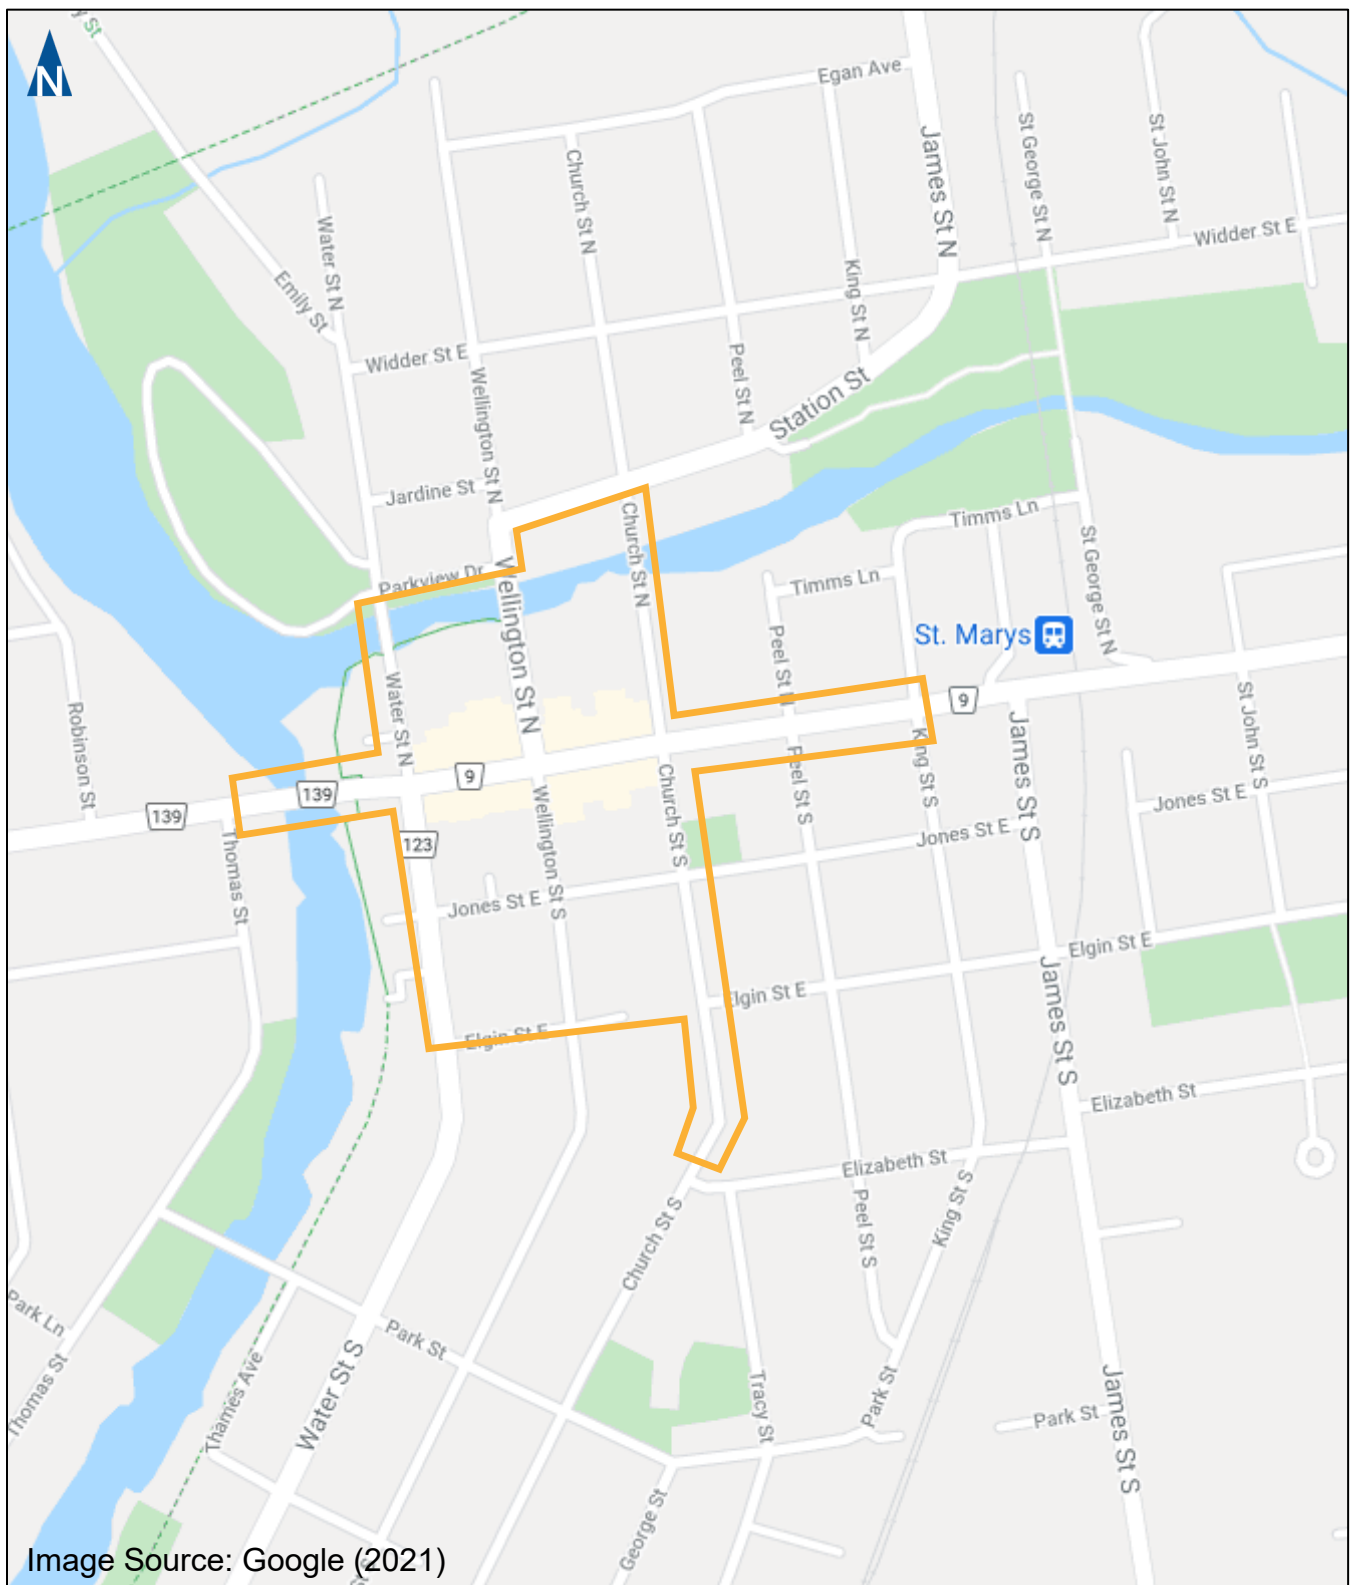 y St
N
Egan Ave
James St N
St George St N
St John St N
Church St N
Water St N
Widder St E
Emily St
King St N
Widder St E
Peel St N
Wellington St N
Station St
Jardine St
Church St N
Timms Ln
St George St N
Parkview Dr
Wellington St N
Timms Ln
St. Marys
Peel St N
Water St N
Robinson St
9
King St S
James St S
St John St S
9
139
139
Peel St S
Church St S
Wellington St S
Jones St E
123
Thomas St
Jones St E
Jones St E
Elgin St E
James St S
Elgin St E
Elgin St E
Elizabeth St
Elizabeth St
Peel St S
King St S
Church St S
Park Ln
Park St
Thomas St
Thames Ave
Water St S
Tracy St
Park St
Park St
James St S
George St
St S
Image Source: Google (2021)